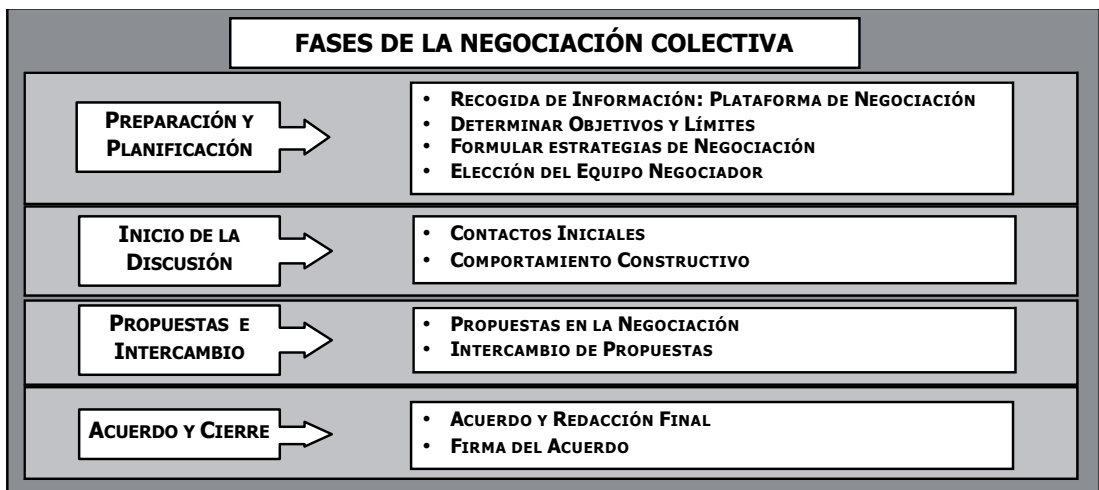 FASES DE LA NEGOCIACIÓN COLECTIVA
PREPARACIÓN Y
PLANIFICACIÓN
• RECOGIDA DE INFORMACIÓN: PLATAFORMA DE NEGOCIACIÓN
• DETERMINAR OBJETIVOS Y LÍMITES
• FORMULAR ESTRATEGIAS DE NEGOCIACIÓN
• ELECCIÓN DEL EQUIPO NEGOCIADOR
INICIO DE LA
DISCUSIÓN
• CONTACTOS INICIALES
• COMPORTAMIENTO CONSTRUCTIVO
PROPUESTAS E
INTERCAMBIO
• PROPUESTAS EN LA NEGOCIACIÓN
• INTERCAMBIO DE PROPUESTAS
ACUERDO Y CIERRE
• ACUERDO Y REDACCIÓN FINAL
• FIRMA DEL ACUERDO